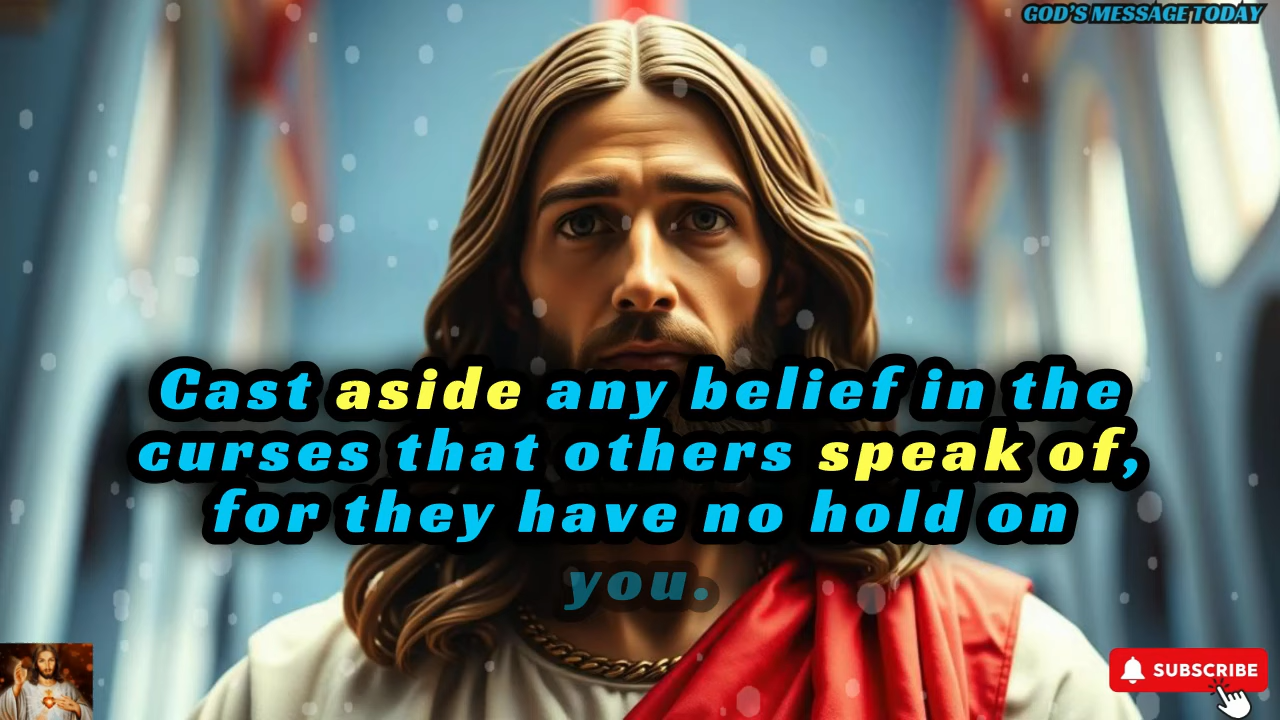 GOD'S MESSAGE TODAY
Cast aside any belief in the
curses that others speak of,
for they have no hold on
you.
SUBSCRIBE